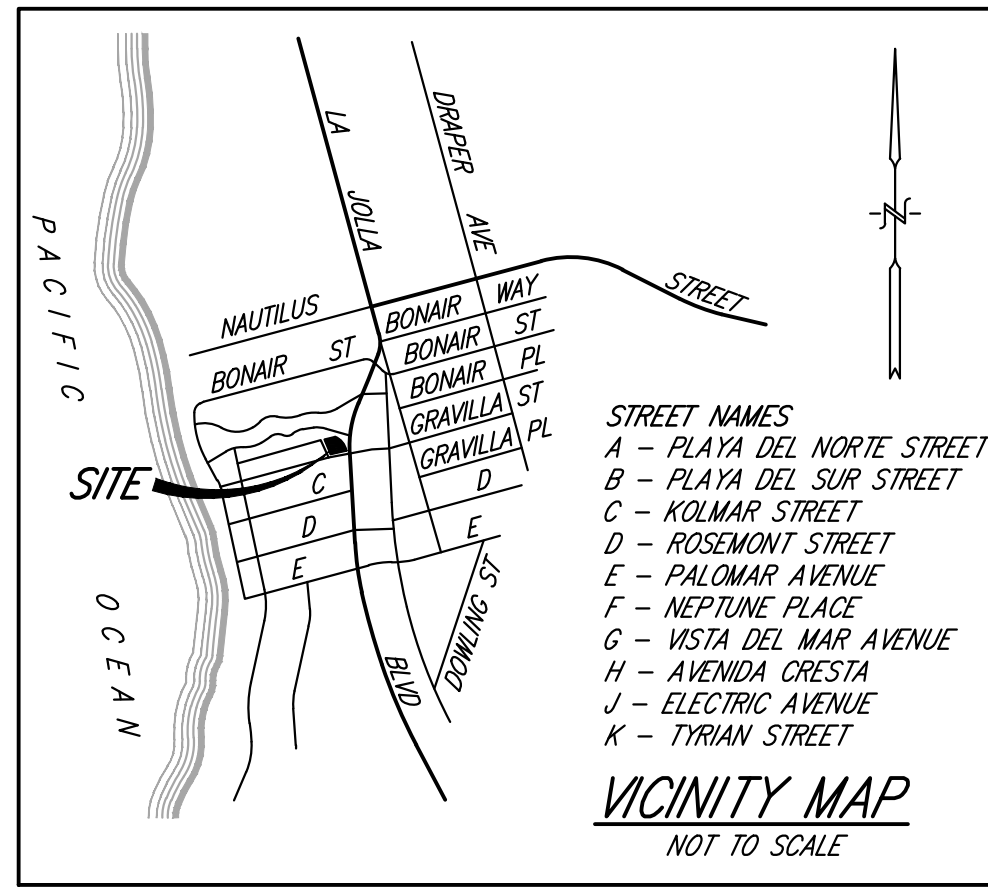 LA
JOLLA
DRAPER
AVE
N
PACIFIC
NAUTILUS
STREET
BONAIR WAY
BONAIR ST
BONAIR ST
BONAIR PL
GRAVILLA ST
GRAVILLA PL
SITE
C
D
D
E
E
OCEAN
BLVD
DOWLING ST
STREET NAMES
A - PLAYA DEL NORTE STREET
B - PLAYA DEL SUR STREET
C - KOLMAR STREET
D - ROSEMONT STREET
E - PALOMAR AVENUE
F - NEPTUNE PLACE
G - VISTA DEL MAR AVENUE
H - AVENIDA CRESTA
J - ELECTRIC AVENUE
K - TYRIAN STREET
VICINITY MAP
NOT TO SCALE